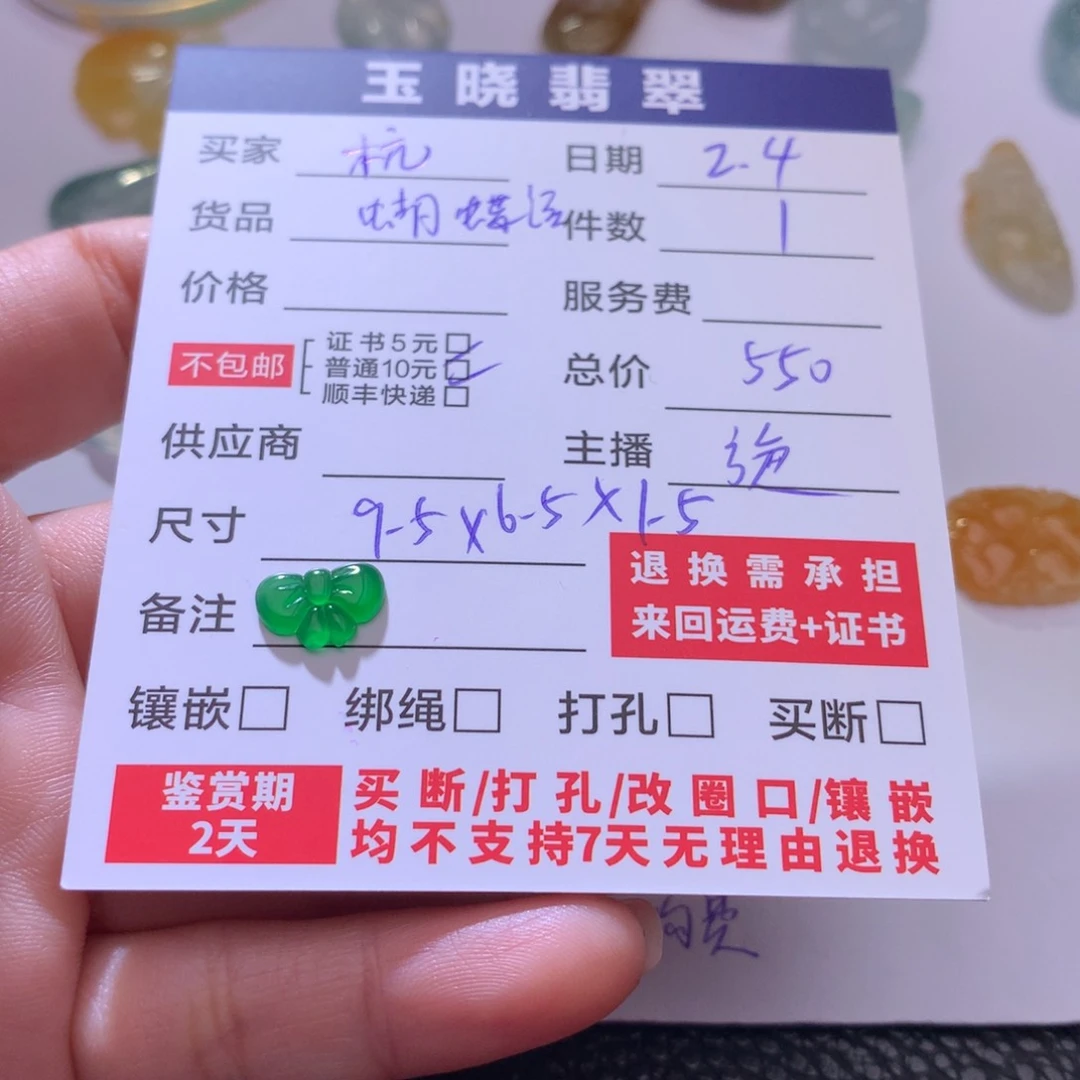 玉晓翡翠
买家 杭 日期 2.4
货品 蝴蝶结 件数 1
价格 服务费
不包邮 证书5元
普通10元
顺丰快递
总价 550
供应商 主播
尺寸 9.5×6.5×1.5
备注
退换需承担
来回运费+证书
镶嵌 绑绳 打孔 买断
鉴赏期
2天
买断/打孔/改圈口/镶嵌
均不支持7天无理由退换